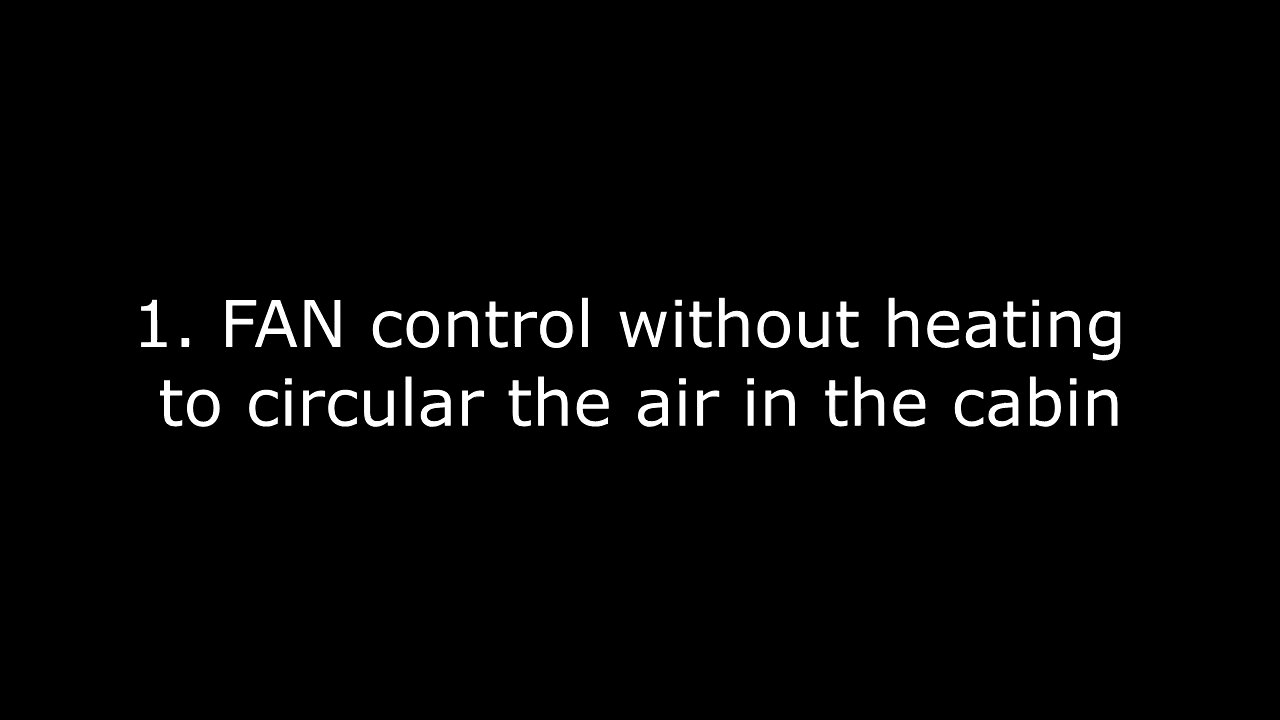 1. FAN control without heating
to circular the air in the cabin